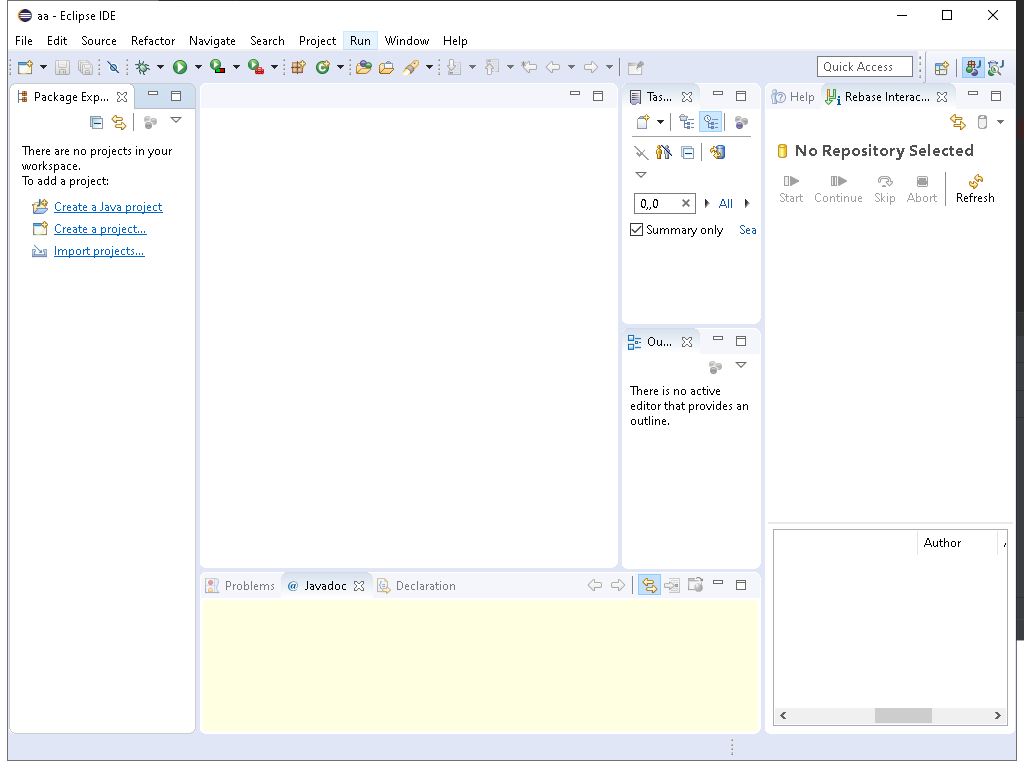 aa - Eclipse IDE
File Edit Source Refactor Navigate Search Project Run Window Help
Quick Access
Package Exp...
There are no projects in your
workspace.
To add a project:
Create a Java project
Create a project...
Import projects...
Tas...
0,,0
All
Summary only
Sea
Ou...
There is no active
editor that provides an
outline.
Help
Rebase Interac...
No Repository Selected
Start Continue Skip Abort Refresh
Author
Problems
@ Javadoc
Declaration